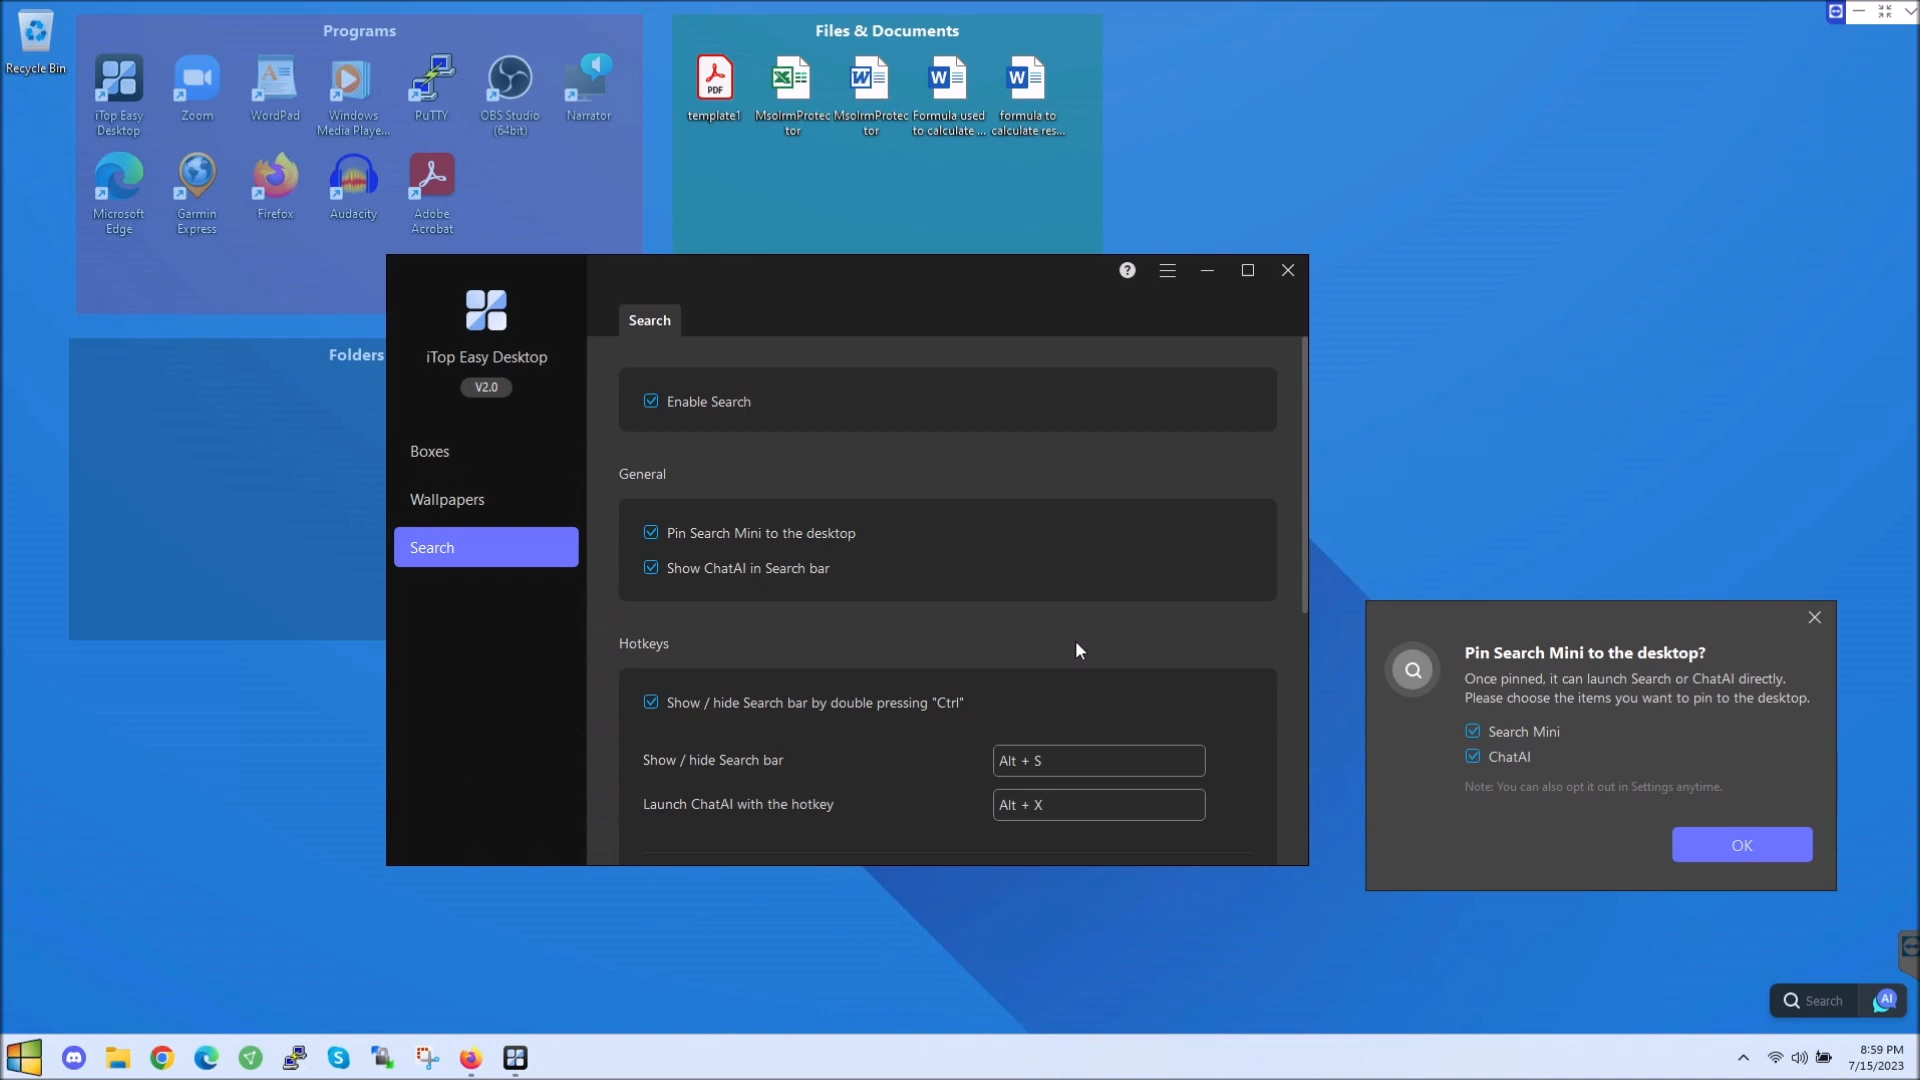 Recycle Bin
Programs
iTop Easy
Desktop
Zoom
WordPad
Windows
Media Playe...
PuTTY
OBS Studio
(64bit)
Narrator
Microsoft
Edge
Garmin
Express
Firefox
Audacity
Adobe
Acrobat
Files & Documents
PDF
template1
MsoIrmProtec
tor
MsoIrmProtec
tor
Formula used
to calculate ...
formula to
calculate res...
Folders
iTop Easy Desktop
V2.0
Boxes
Wallpapers
Search
Search
Enable Search
General
Pin Search Mini to the desktop
Show ChatAI in Search bar
Hotkeys
Show / hide Search bar by double pressing "Ctrl"
Show / hide Search bar
Alt + S
Launch ChatAI with the hotkey
Alt + X
Pin Search Mini to the desktop?
Once pinned, it can launch Search or ChatAI directly.
Please choose the items you want to pin to the desktop.
Search Mini
ChatAI
Note: You can also opt it out in Settings anytime.
OK
Search
AI
8:59 PM
7/15/2023